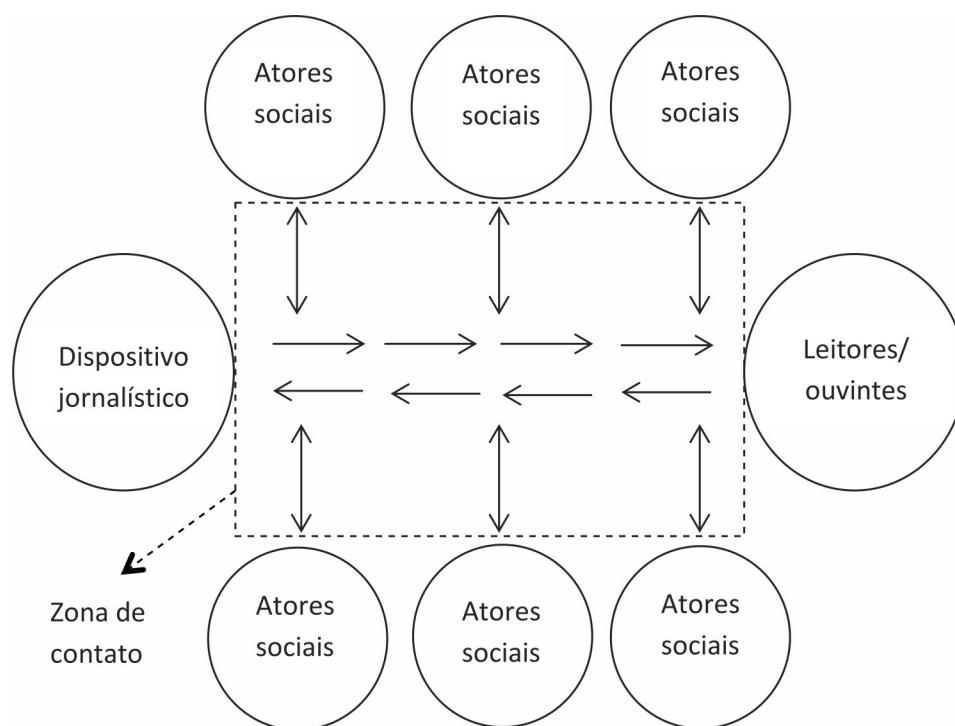 Atores
sociais
Atores
sociais
Atores
sociais
Dispositivo
jornalístico
Leitores/
ouvintes
Zona de
contato
Atores
sociais
Atores
sociais
Atores
sociais